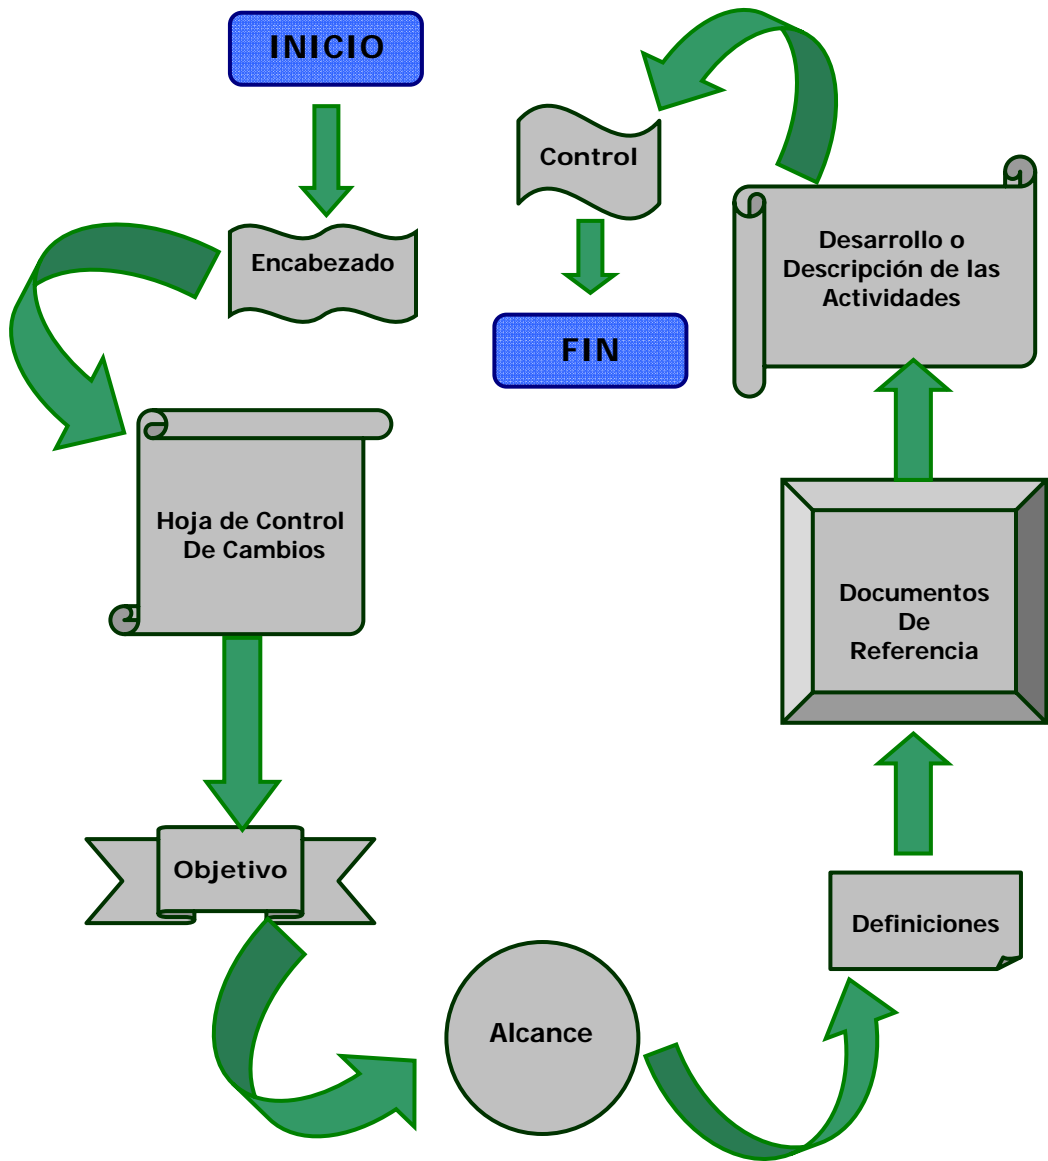 INICIO
Encabezado
Hoja de Control
De Cambios
Objetivo
Alcance
Definiciones
Documentos
De
Referencia
Desarrollo o
Descripción de las
Actividades
Control
FIN